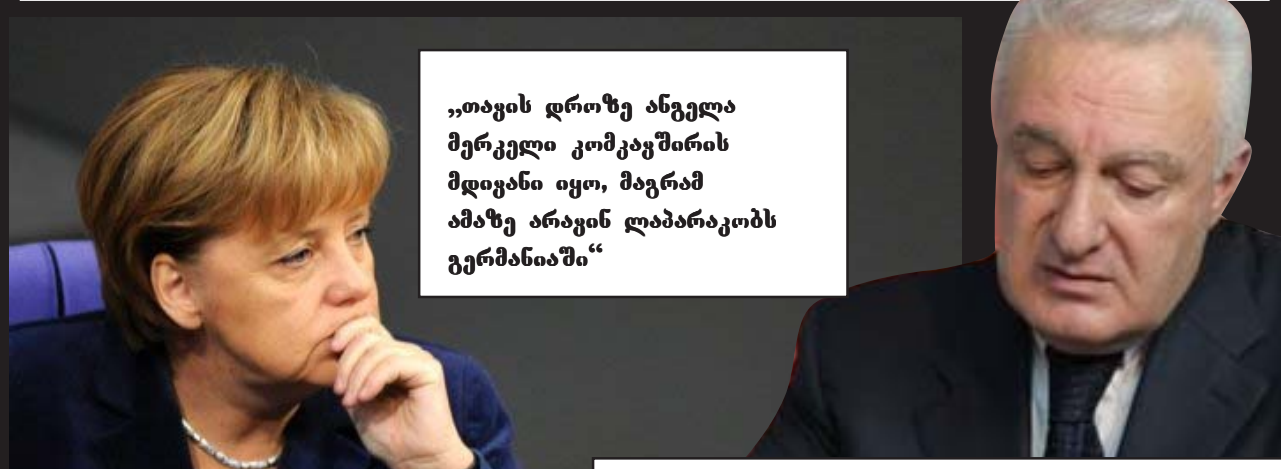 „თავის დროზე ანგელა
მერკელი კომკავშირის
მდივანი იყო, მაგრამ
ამაზე არავინ ლაპარაკობს
გერმანიაში“